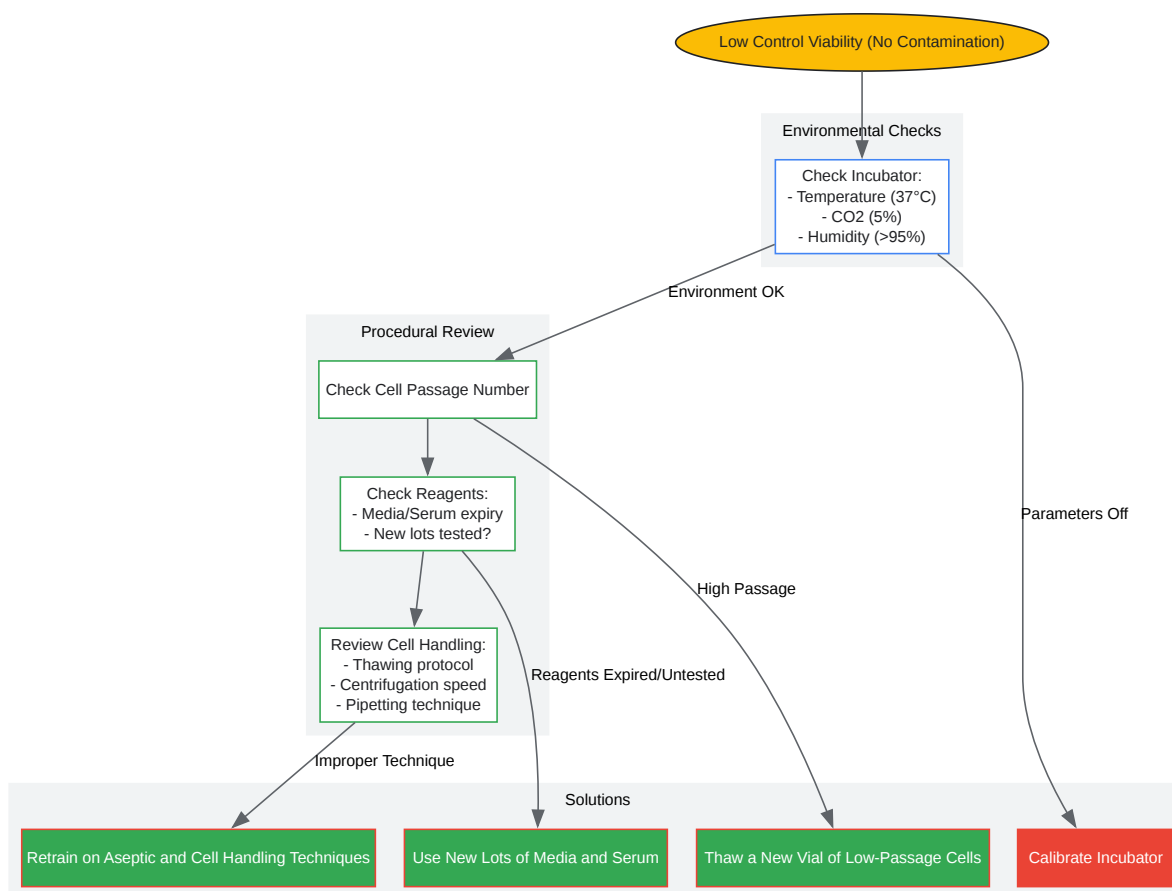 Low Control Viability (No Contamination)
Environmental Checks
Check Incubator:
- Temperature (37°C)
- CO2 (5%)
- Humidity (>95%)
Environment OK
Procedural Review
Check Cell Passage Number
Check Reagents:
- Media/Serum expiry
- New lots tested?
Parameters Off
High Passage
Review Cell Handling:
- Thawing protocol
- Centrifugation speed
- Pipetting technique
Reagents Expired/Untested
Improper Technique
Solutions
Retrain on Aseptic and Cell Handling Techniques
Use New Lots of Media and Serum
Thaw a New Vial of Low-Passage Cells
Calibrate Incubator